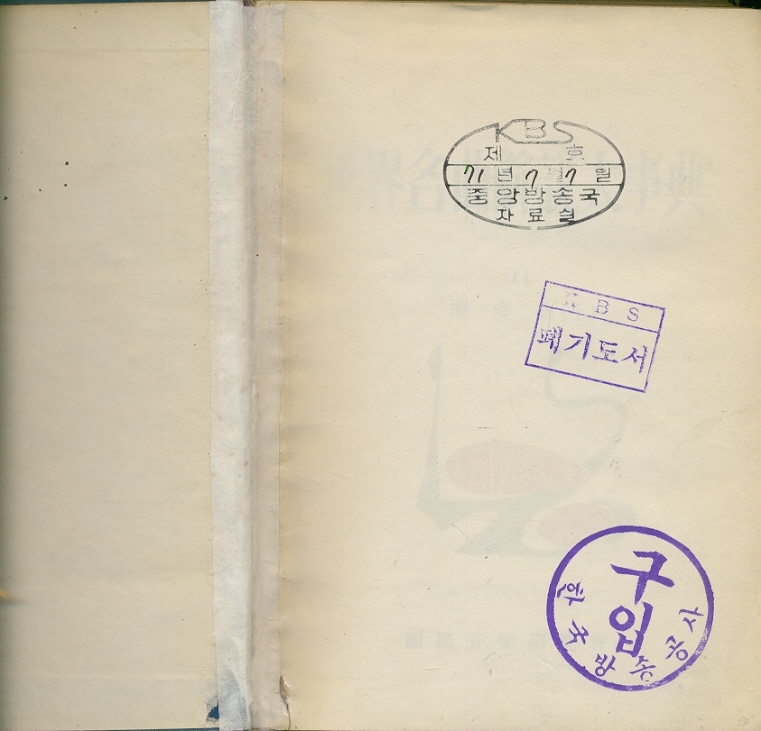 KBS
제 호
71년 7월 7일
중앙방송국
자료실
KBS
폐기도서
구입
한국방송공사